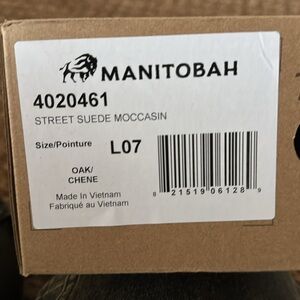 MANITOBAH
4020461
STREET SUEDE MOCCASIN
Size/Pointure L07
OAK/
CHENE
Made In Vietnam
Fabriqué au Vietnam
8 21519 06128 9